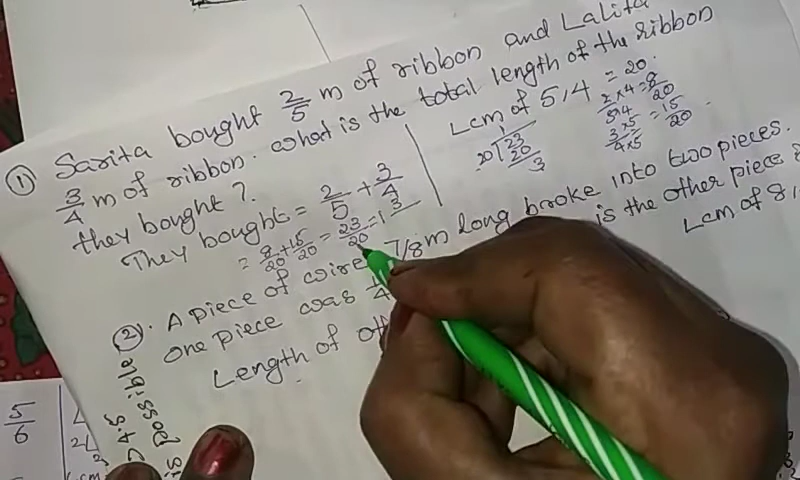 ① Sarita bought 2/5 m of ribbon and Lalita
3/4 m of ribbon. What is the total length of the ribbon
they bought?
They bought = 2/5 + 3/4
= 8/20 + 15/20 = 23/20 = 1 3/
Lcm of 5,4 = 20.
2/5 × 4/4 = 8/20
3/4 × 5/5 = 15/20
1
20) 23
20
3
② A piece of wire 7/8 m long broke into two pieces.
one piece was 1/4 is the other piece
Length of Lcm of 8,
5/6